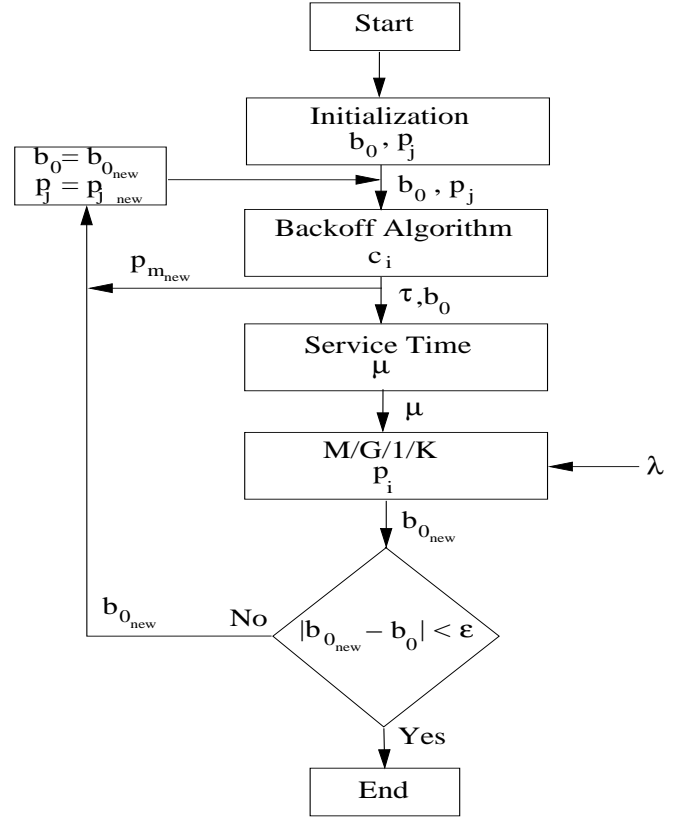 Start
Initialization
b₀ , pⱼ
b₀ = b₀ₙₑw
pⱼ = pⱼ ₙₑw
b₀ , pⱼ
Backoff Algorithm
cᵢ
pₘₙₑw
τ,b₀
Service Time
μ
μ
M/G/1/K
pᵢ
λ
b₀ₙₑw
b₀ₙₑw
No
|b₀ₙₑw − b₀| < ε
Yes
End